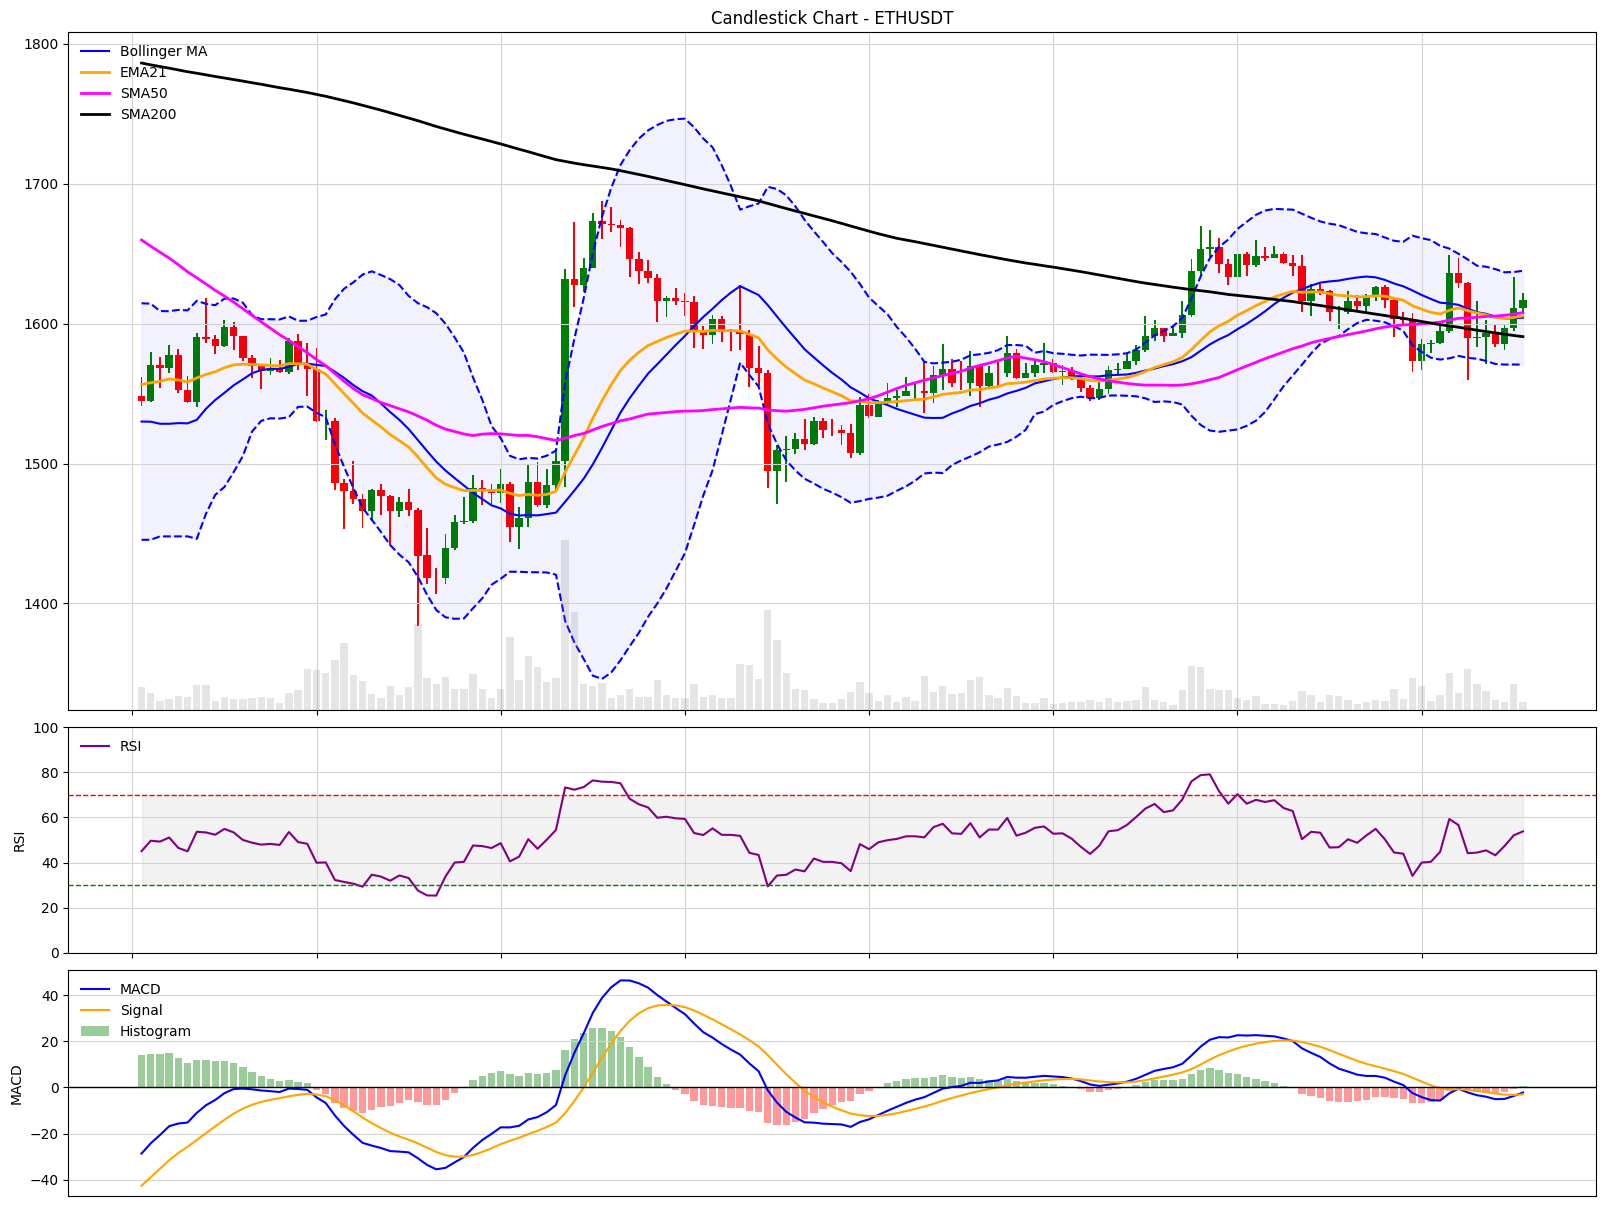 Candlestick Chart - ETHUSDT
1800
1700
1600
1500
1400
Bollinger MA
EMA21
SMA50
SMA200
100
80
60
40
20
0
RSI
RSI
40
20
0
−20
−40
MACD
MACD
Signal
Histogram